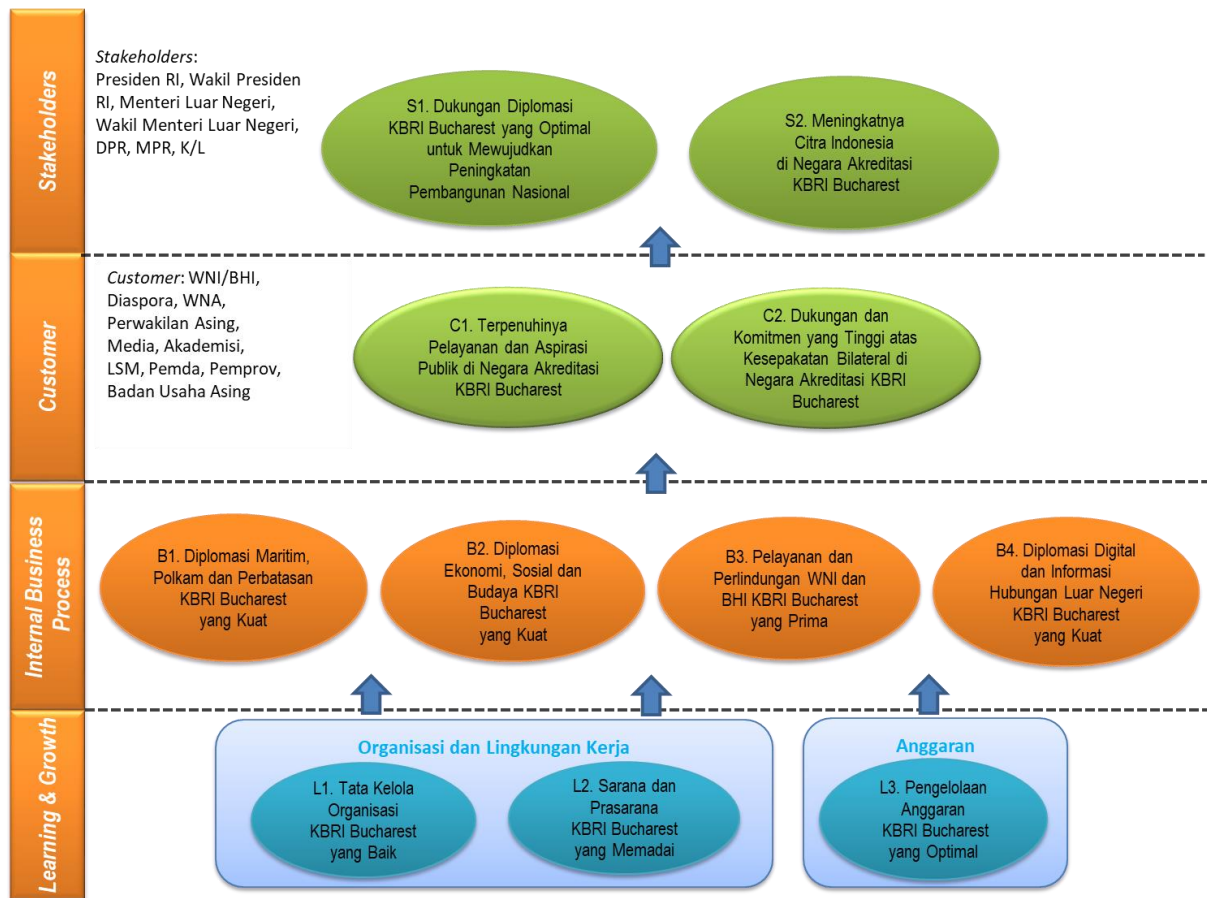 Stakeholders
Stakeholders:
Presiden RI, Wakil Presiden
RI, Menteri Luar Negeri,
Wakil Menteri Luar Negeri,
DPR, MPR, K/L
S1. Dukungan Diplomasi
KBRI Bucharest yang Optimal
untuk Mewujudkan
Peningkatan
Pembangunan Nasional
S2. Meningkatnya
Citra Indonesia
di Negara Akreditasi
KBRI Bucharest
Customer
Customer: WNI/BHI,
Diaspora, WNA,
Perwakilan Asing,
Media, Akademisi,
LSM, Pemda, Pemprov,
Badan Usaha Asing
C1. Terpenuhinya
Pelayanan dan Aspirasi
Publik di Negara Akreditasi
KBRI Bucharest
C2. Dukungan dan
Komitmen yang Tinggi atas
Kesepakatan Bilateral di
Negara Akreditasi KBRI
Bucharest
Internal Business
Process
B1. Diplomasi Maritim,
Polkam dan Perbatasan
KBRI Bucharest
yang Kuat
B2. Diplomasi
Ekonomi, Sosial dan
Budaya KBRI
Bucharest
yang Kuat
B3. Pelayanan dan
Perlindungan WNI dan
BHI KBRI Bucharest
yang Prima
B4. Diplomasi Digital
dan Informasi
Hubungan Luar Negeri
KBRI Bucharest
yang Kuat
Learning & Growth
Organisasi dan Lingkungan Kerja
L1. Tata Kelola
Organisasi
KBRI Bucharest
yang Baik
L2. Sarana dan
Prasarana
KBRI Bucharest
yang Memadai
Anggaran
L3. Pengelolaan
Anggaran
KBRI Bucharest
yang Optimal